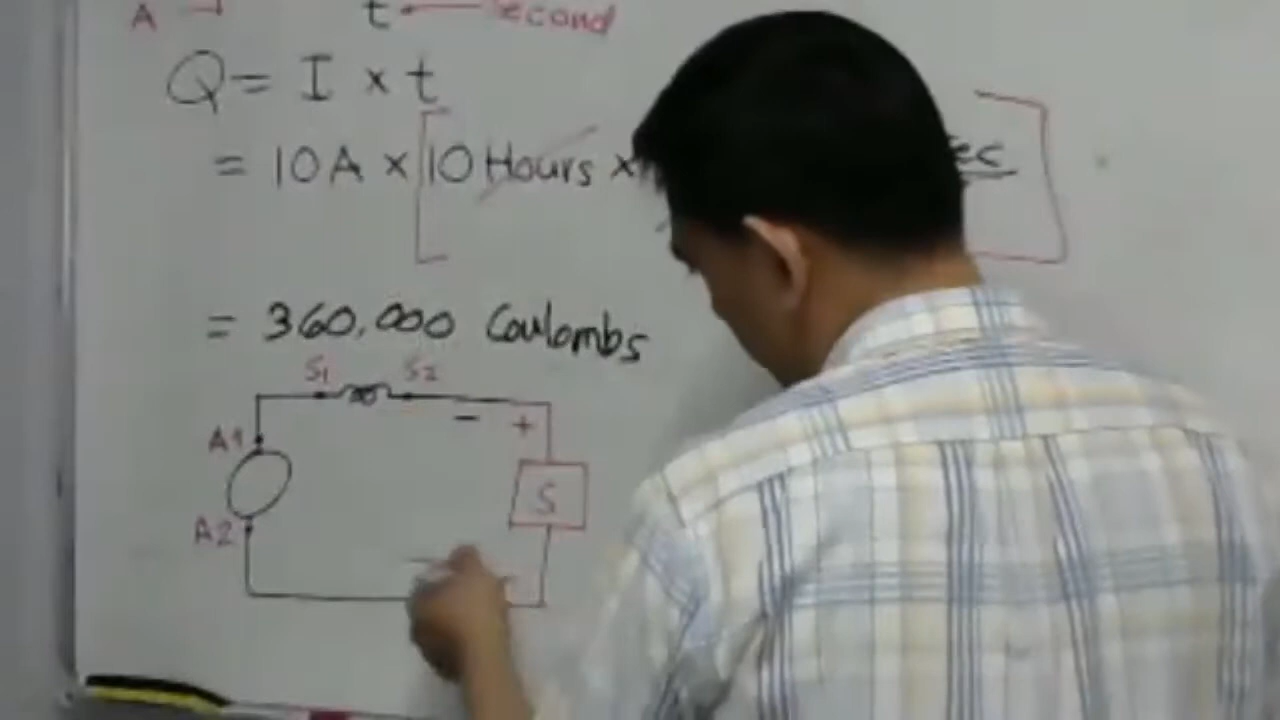 A t second
Q = I × t
= 10A × 10 Hours ×
= 360,000 Coulombs
S1 S2
A1 − +
S
A2